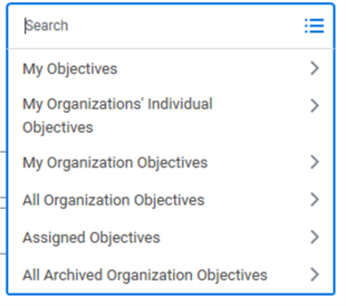 Search
My Objectives
My Organizations' Individual
Objectives
My Organization Objectives
All Organization Objectives
Assigned Objectives
All Archived Organization Objectives